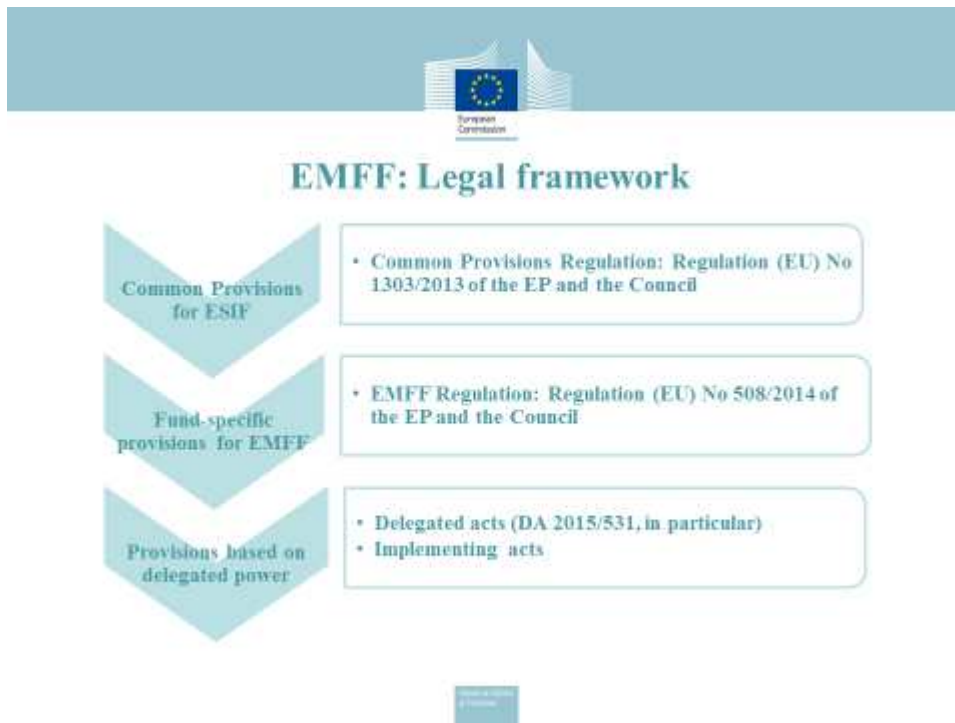 European
Commission
EMFF: Legal framework
Common Provisions
for ESIF
• Common Provisions Regulation: Regulation (EU) No
1303/2013 of the EP and the Council
Fund-specific
provisions for EMFF
• EMFF Regulation: Regulation (EU) No 508/2014 of
the EP and the Council
Provisions based on
delegated power
• Delegated acts (DA 2015/531, in particular)
• Implementing acts